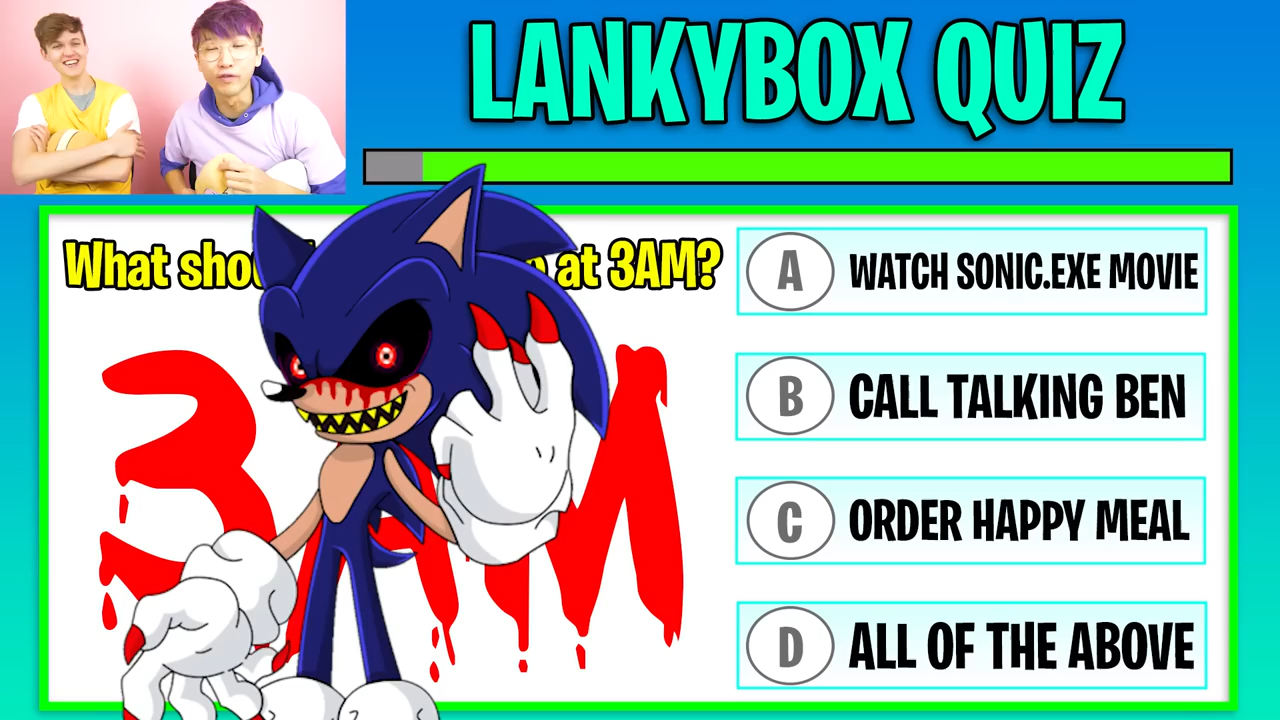 LANKYBOX QUIZ
What at 3AM?
3AM
A WATCH SONIC.EXE MOVIE
B CALL TALKING BEN
C ORDER HAPPY MEAL
D ALL OF THE ABOVE